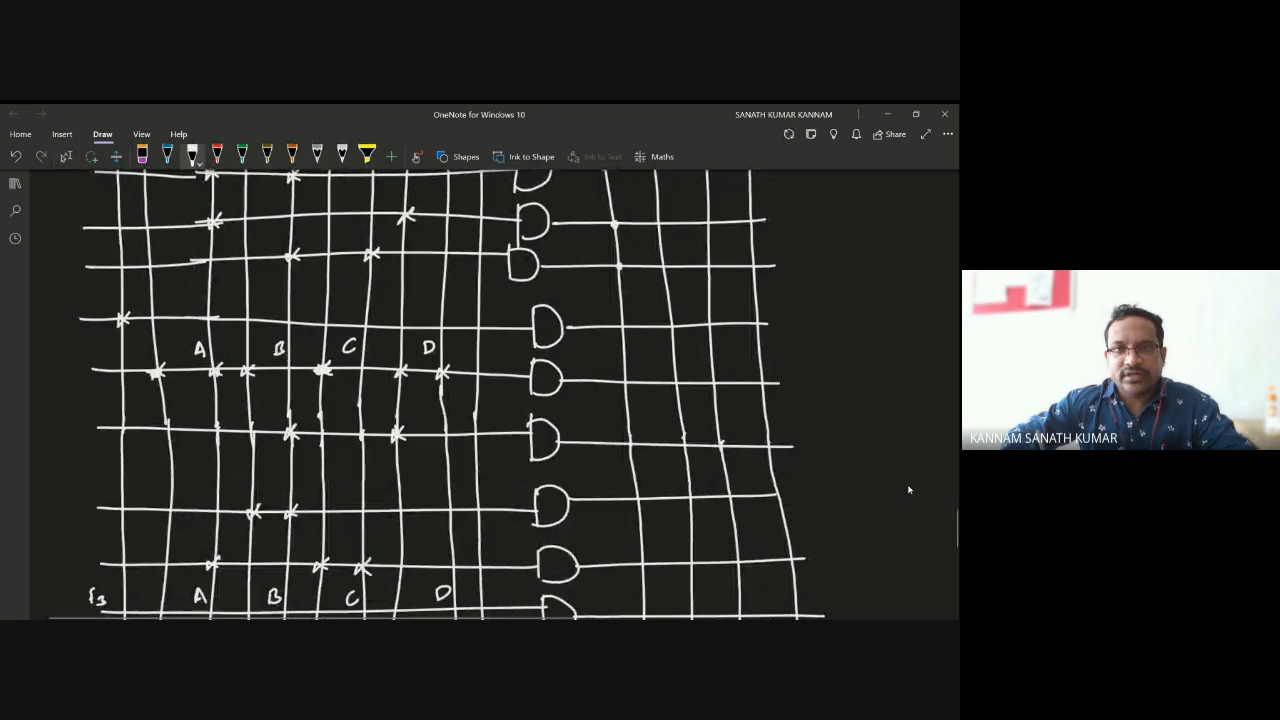 OneNote for Windows 10
SANATH KUMAR KANNAM
Home Insert Draw View Help
Share
Shapes Ink to Shape Ink to Text Maths
A B C D
KANNAM SANATH KUMAR
f3 A B C D